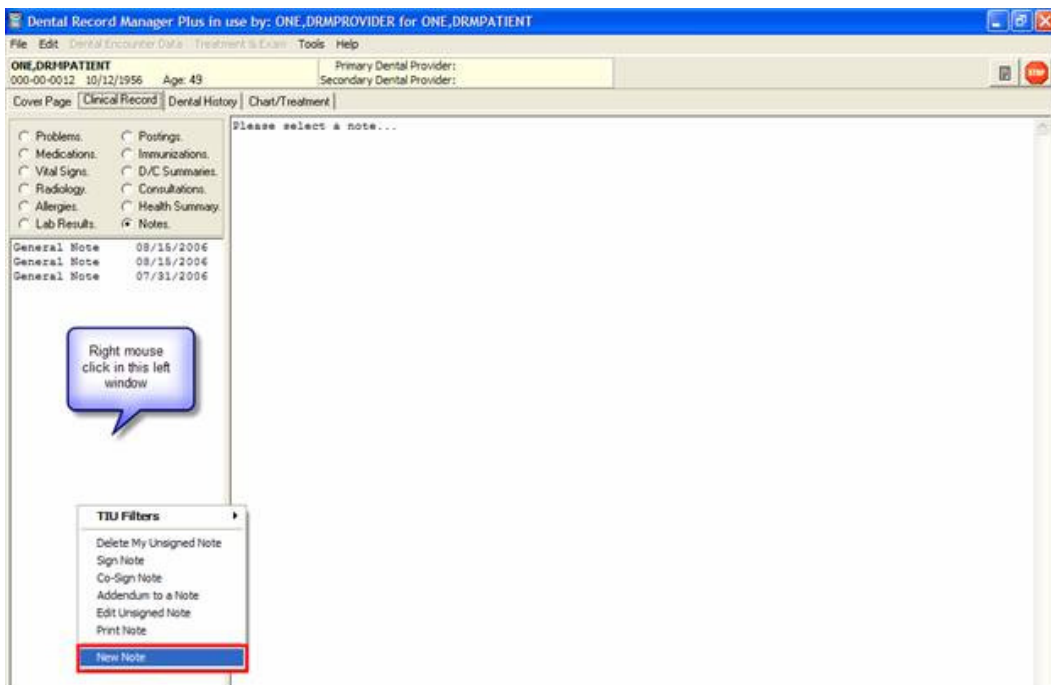 Dental Record Manager Plus in use by: ONE,DRMPROVIDER for ONE,DRMPATIENT
File Edit Dental Encounter Data Treatment & Exam Tools Help
ONE,DRMPATIENT Primary Dental Provider:
000-00-0012 10/12/1956 Age: 49 Secondary Dental Provider:
STOP
Cover Page Clinical Record Dental History Chart/Treatment
Problems. Postings.
Medications. Immunizations.
Vital Signs. D/C Summaries.
Radiology. Consultations.
Allergies. Health Summary.
Lab Results. Notes.
Please select a note...
General Note 08/15/2006
General Note 08/15/2006
General Note 07/31/2006
Right mouse
click in this left
window
TIU Filters
Delete My Unsigned Note
Sign Note
Co-Sign Note
Addendum to a Note
Edit Unsigned Note
Print Note
New Note